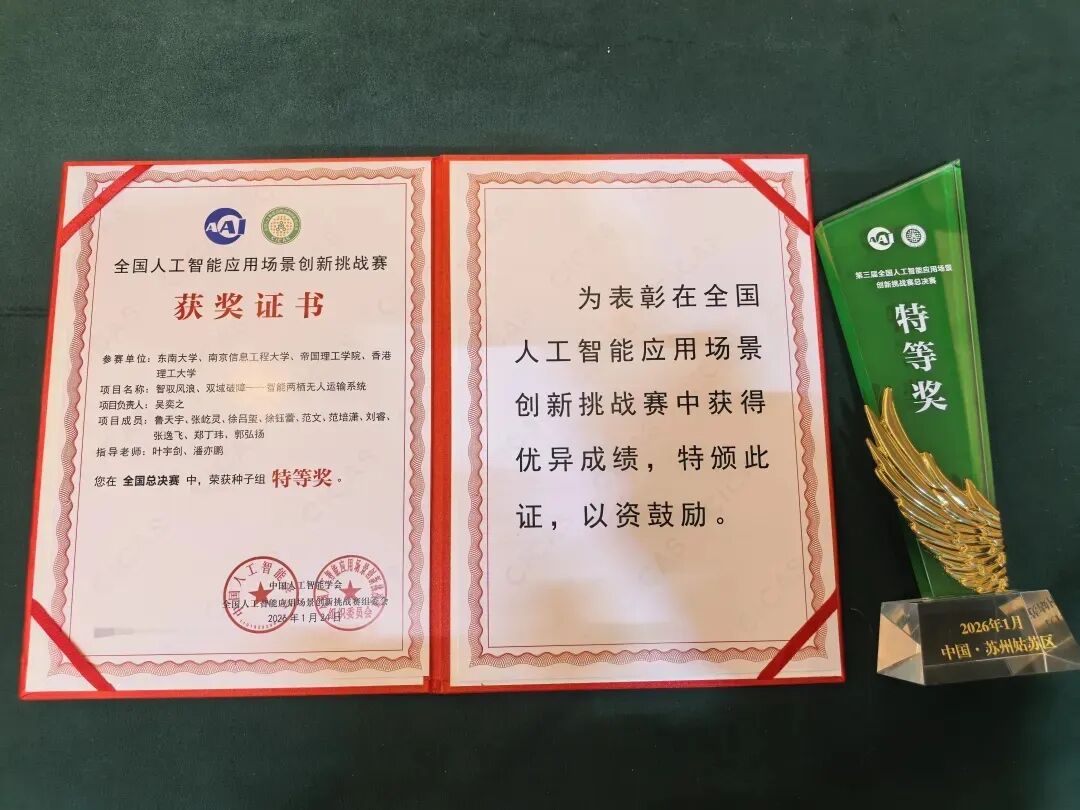 AAI
全国人工智能应用场景创新挑战赛
获奖证书
参赛单位：东南大学、南京信息工程大学、帝国理工学院、香港
理工大学
项目名称：智驭风浪、双域破障——智能两栖无人运输系统
项目负责人：吴奕之
项目成员：鲁天宇、张屹灵、徐吕玺、徐钰蕾、范文、范培潇、刘睿、
张逸飞、郑丁玮、郭弘扬
指导老师：叶宇剑、潘亦鹏
您在 全国总决赛 中，荣获种子组 特等奖 。
中国人工智能学会
全国人工智能应用场景创新挑战赛组委会
2026年1月24日
为表彰在全国
人工智能应用场景
创新挑战赛中获得
优异成绩，特颁此
证，以资鼓励。
AAI
第三届全国人工智能应用场景
创新挑战赛总决赛
特等奖
2026年1月
中国·苏州姑苏区